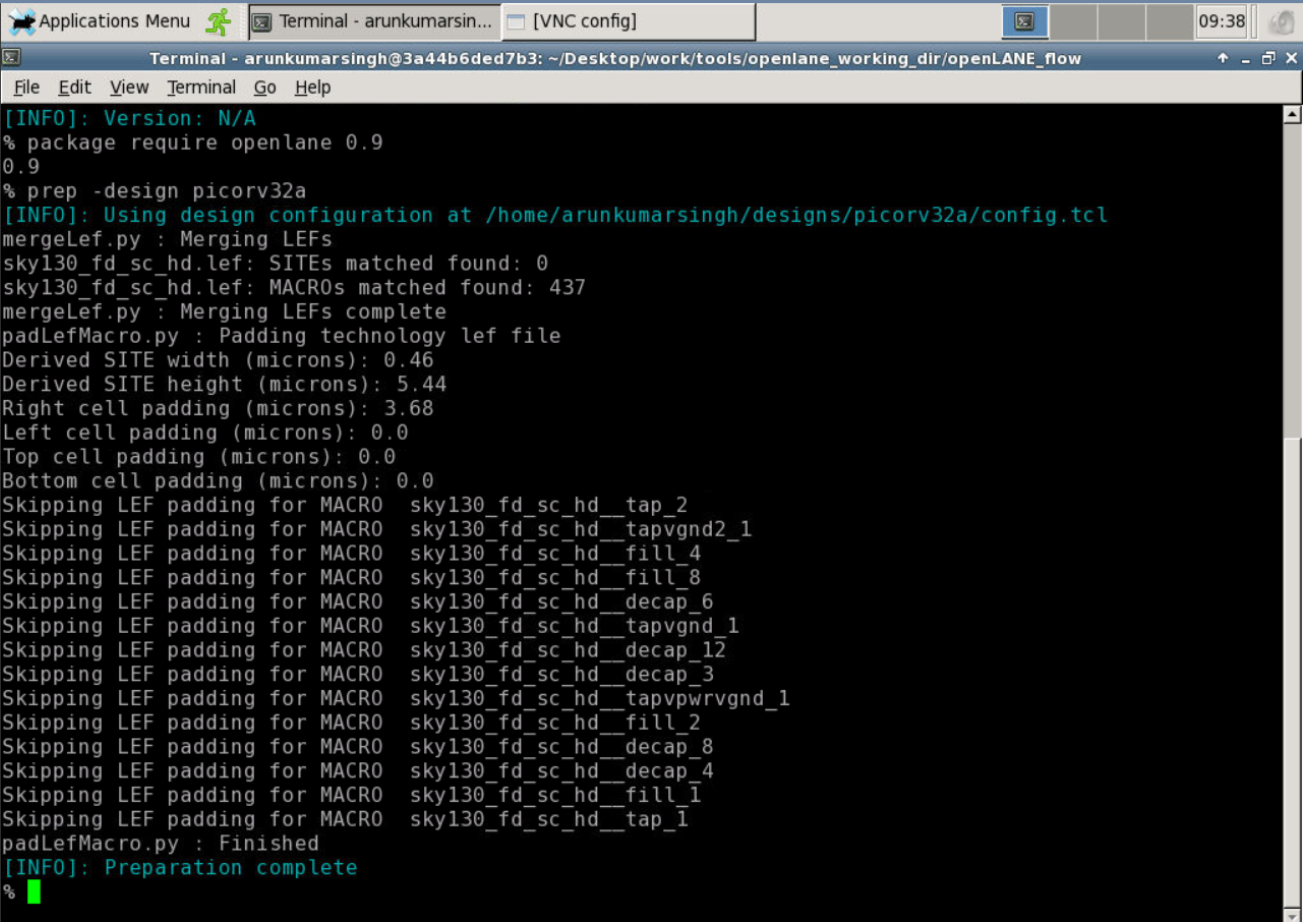 Applications Menu
Terminal - arunkumarsin...
[VNC config]
09:38
Terminal - arunkumarsingh@3a44b6ded7b3: ~/Desktop/work/tools/openlane_working_dir/openLANE_flow
File Edit View Terminal Go Help
[INFO]: Version: N/A
% package require openlane 0.9
0.9
% prep -design picorv32a
[INFO]: Using design configuration at /home/arunkumarsingh/designs/picorv32a/config.tcl
mergeLef.py : Merging LEFs
sky130_fd_sc_hd.lef: SITEs matched found: 0
sky130_fd_sc_hd.lef: MACROs matched found: 437
mergeLef.py : Merging LEFs complete
padLefMacro.py : Padding technology lef file
Derived SITE width (microns): 0.46
Derived SITE height (microns): 5.44
Right cell padding (microns): 3.68
Left cell padding (microns): 0.0
Top cell padding (microns): 0.0
Bottom cell padding (microns): 0.0
Skipping LEF padding for MACRO  sky130_fd_sc_hd__tap_2
Skipping LEF padding for MACRO  sky130_fd_sc_hd__tapvgnd2_1
Skipping LEF padding for MACRO  sky130_fd_sc_hd__fill_4
Skipping LEF padding for MACRO  sky130_fd_sc_hd__fill_8
Skipping LEF padding for MACRO  sky130_fd_sc_hd__decap_6
Skipping LEF padding for MACRO  sky130_fd_sc_hd__tapvgnd_1
Skipping LEF padding for MACRO  sky130_fd_sc_hd__decap_12
Skipping LEF padding for MACRO  sky130_fd_sc_hd__decap_3
Skipping LEF padding for MACRO  sky130_fd_sc_hd__tapvpwrvgnd_1
Skipping LEF padding for MACRO  sky130_fd_sc_hd__fill_2
Skipping LEF padding for MACRO  sky130_fd_sc_hd__decap_8
Skipping LEF padding for MACRO  sky130_fd_sc_hd__decap_4
Skipping LEF padding for MACRO  sky130_fd_sc_hd__fill_1
Skipping LEF padding for MACRO  sky130_fd_sc_hd__tap_1
padLefMacro.py : Finished
[INFO]: Preparation complete
%